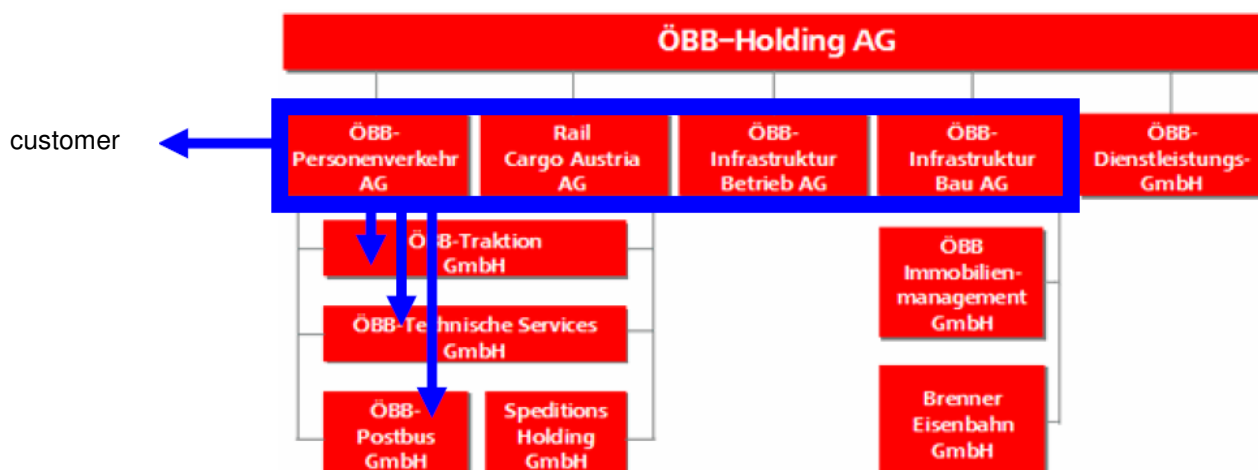 ÖBB-Holding AG
customer
ÖBB-
Personenverkehr
AG
Rail
Cargo Austria
AG
ÖBB-
Infrastruktur
Betrieb AG
ÖBB-
Infrastruktur
Bau AG
ÖBB-
Dienstleistungs-
GmbH
ÖBB-Traktion
GmbH
ÖBB-Technische Services
GmbH
ÖBB-
Postbus
GmbH
Speditions
Holding
GmbH
ÖBB
Immobilien-
management
GmbH
Brenner
Eisenbahn
GmbH